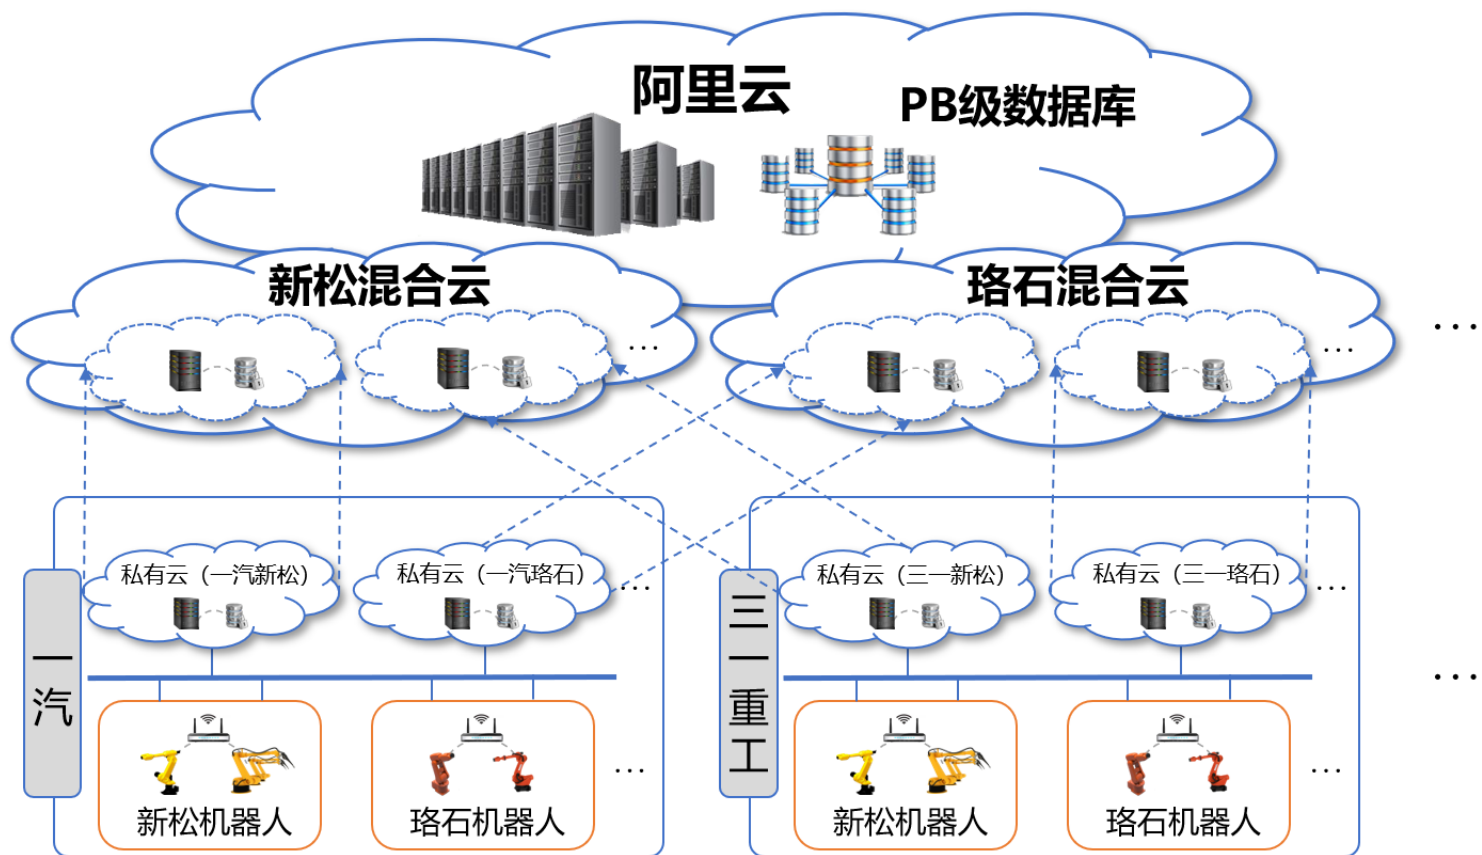 阿里云
PB级数据库
新松混合云
珞石混合云
...
...
...
私有云（一汽新松）
私有云（一汽珞石）
...
私有云（三一新松）
私有云（三一珞石）
...
一汽
三一重工
...
新松机器人
珞石机器人
...
新松机器人
珞石机器人
...